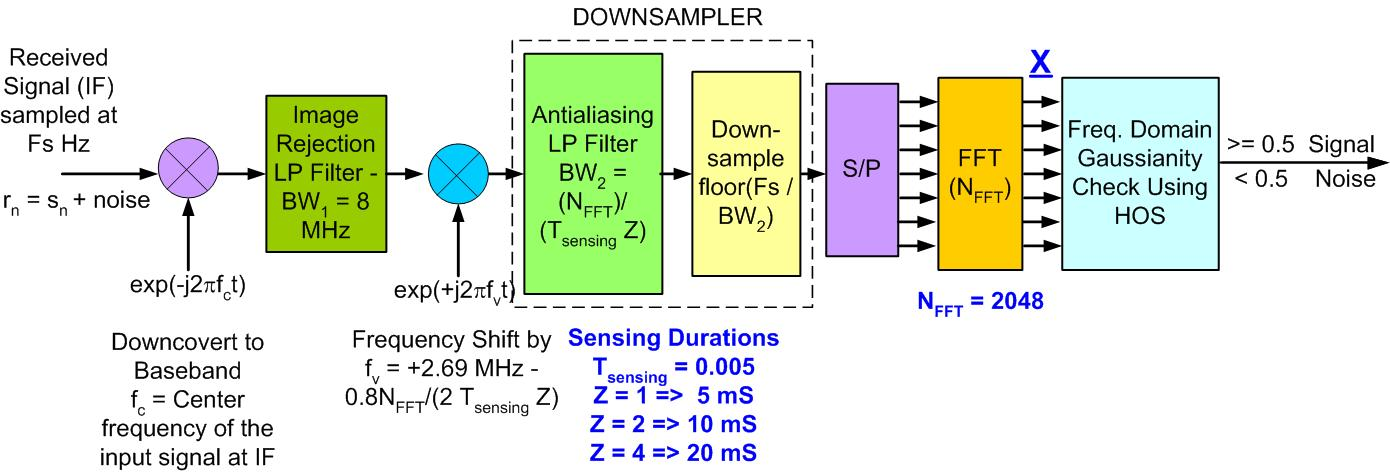 DOWNSAMPLER
Received
Signal (IF)
sampled at
Fs Hz
rn = sn + noise
exp(-j2πfct)
Downcovert to
Baseband
fc = Center
frequency of the
input signal at IF
Image
Rejection
LP Filter -
BW1 = 8
MHz
exp(+j2πfvt)
Frequency Shift by
fv = +2.69 MHz -
0.8NFFT/(2 Tsensing Z)
Antialiasing
LP Filter
BW2 =
(NFFT)/
(Tsensing Z)
Down-
sample
floor(Fs /
BW2)
Sensing Durations
Tsensing = 0.005
Z = 1 => 5 mS
Z = 2 => 10 mS
Z = 4 => 20 mS
S/P
FFT
(NFFT)
NFFT = 2048
X
Freq. Domain
Gaussianity
Check Using
HOS
>= 0.5 Signal
< 0.5 Noise